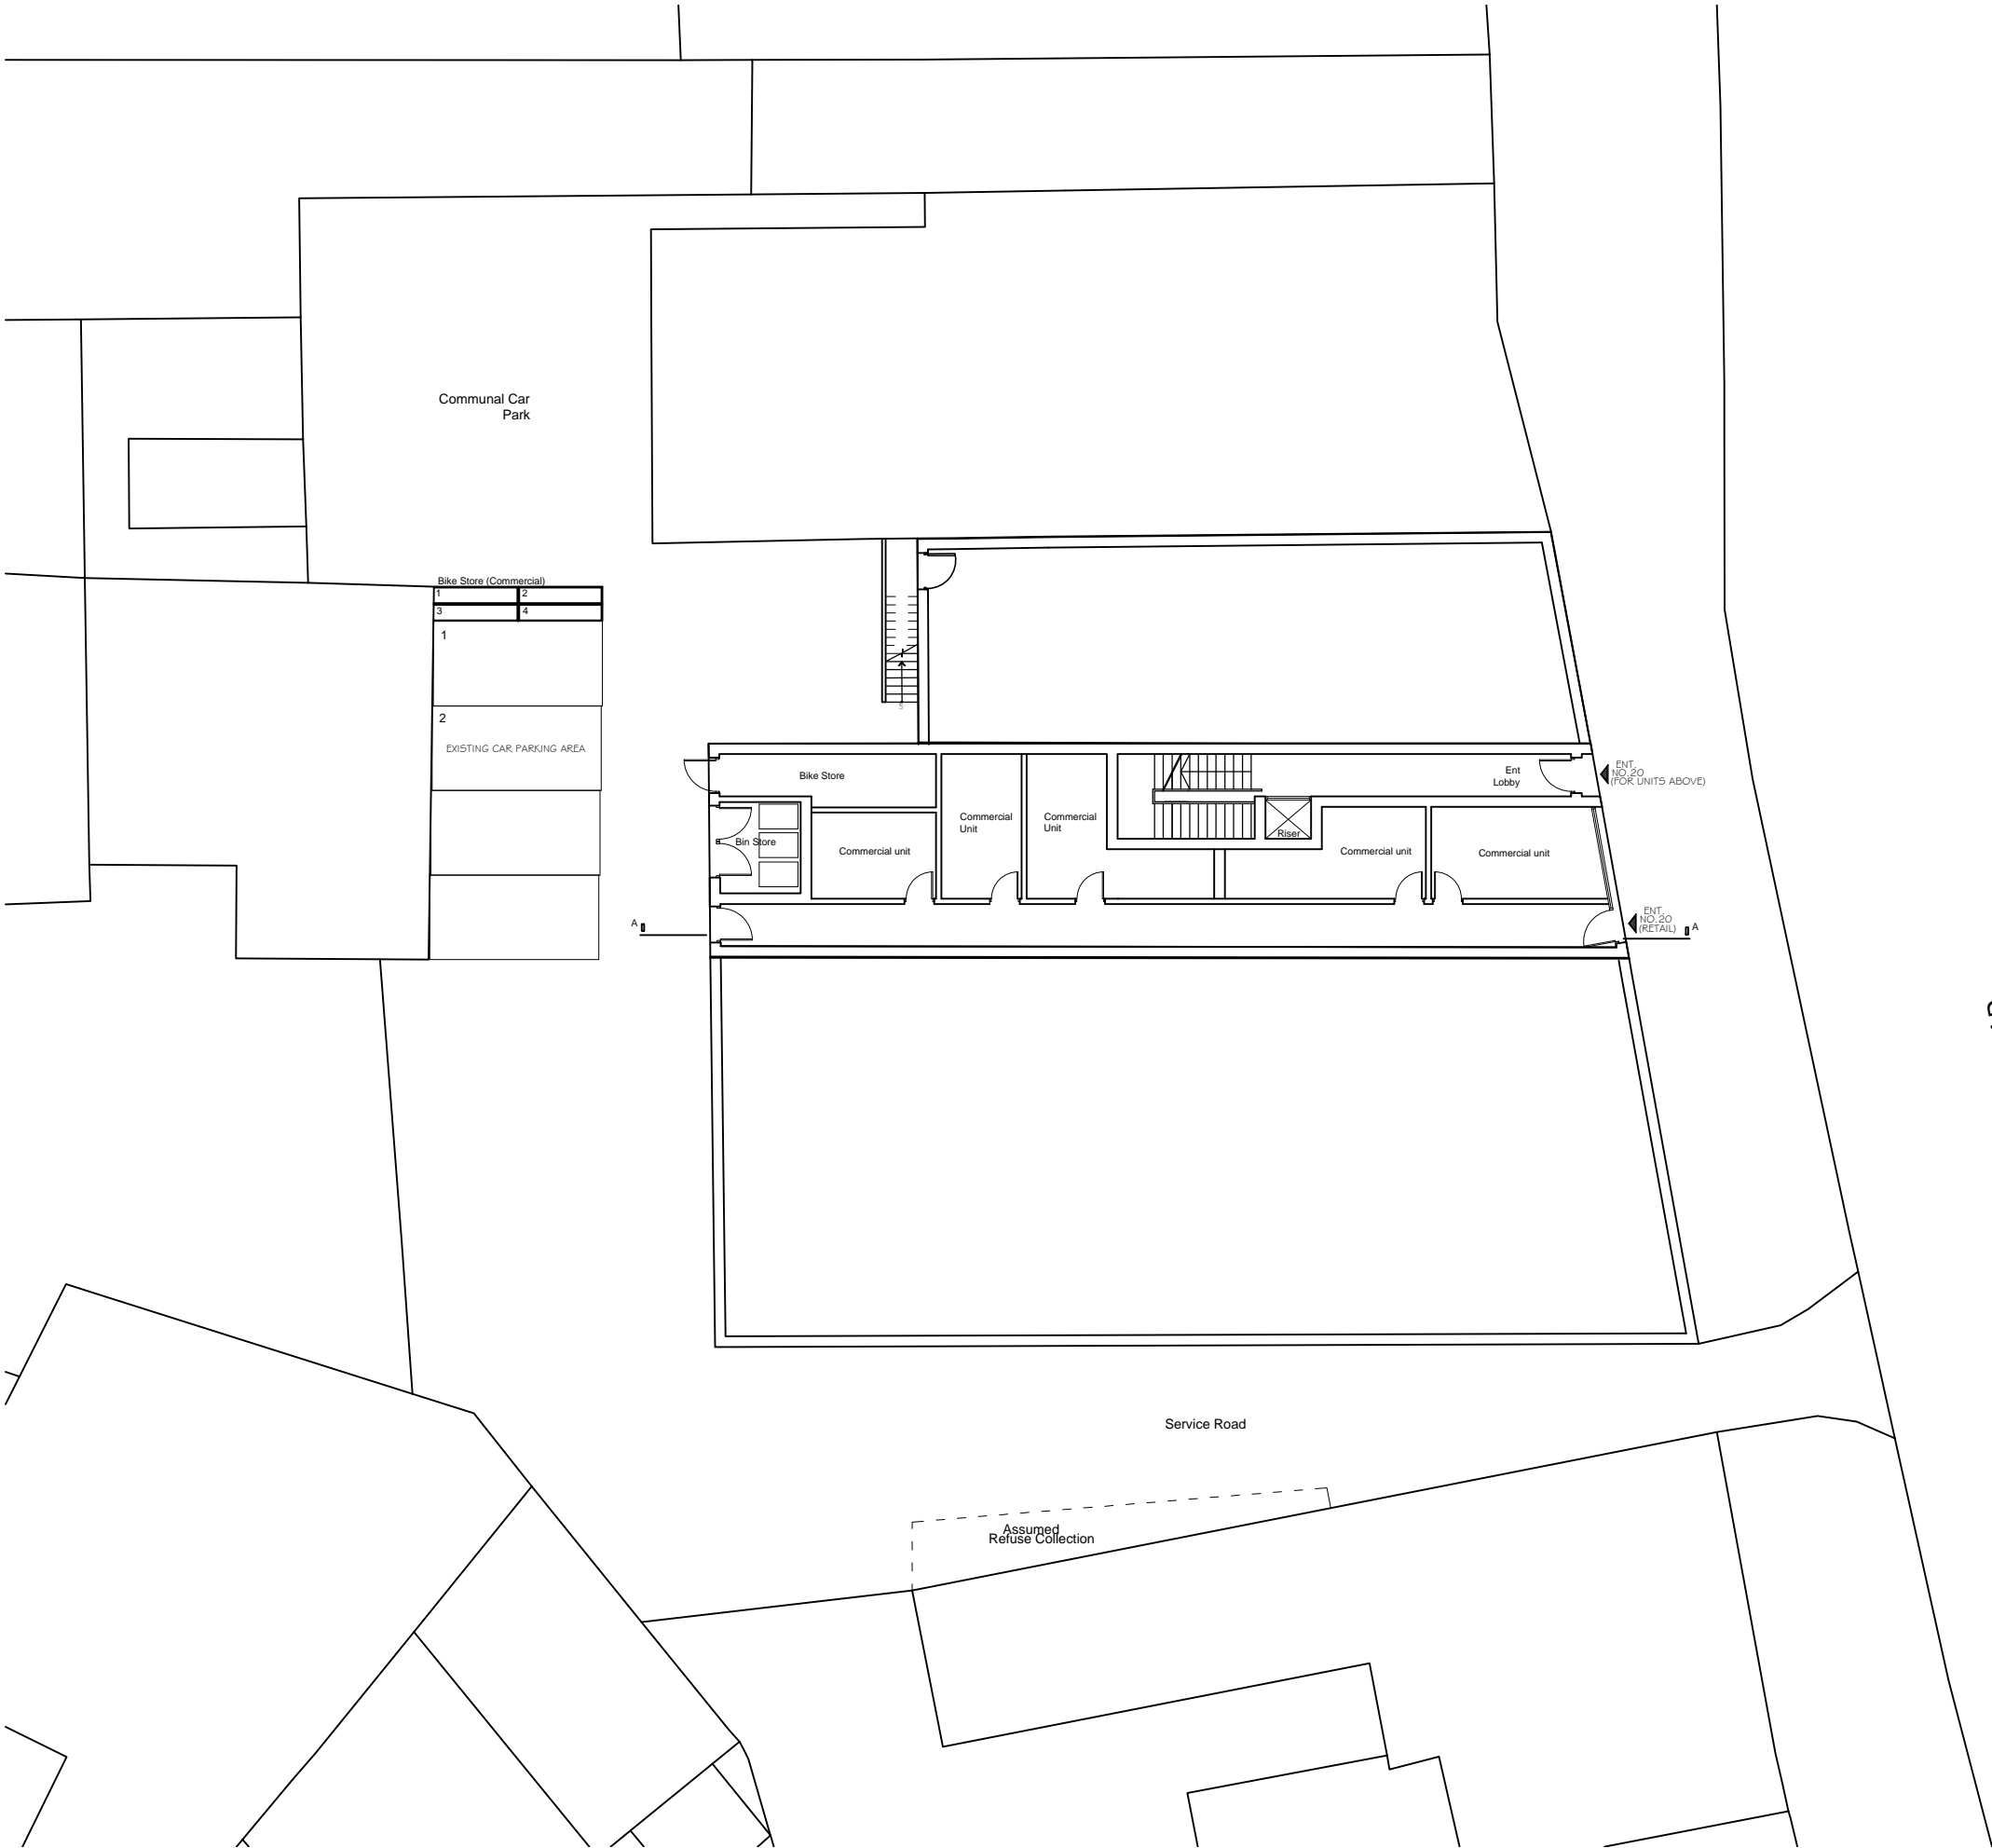 Communal Car
Park
Bike Store (Commercial)
1
2
3
4
1
2
EXISTING CAR PARKING AREA
Bike Store
Ent
Lobby
ENT.
NO.20
(FOR UNITS ABOVE)
Commercial
Unit
Commercial
Unit
Riser
Bin Store
Commercial unit
Commercial unit
Commercial unit
A
ENT.
NO.20
(RETAIL)
A
Service Road
Assumed
Refuse Collection